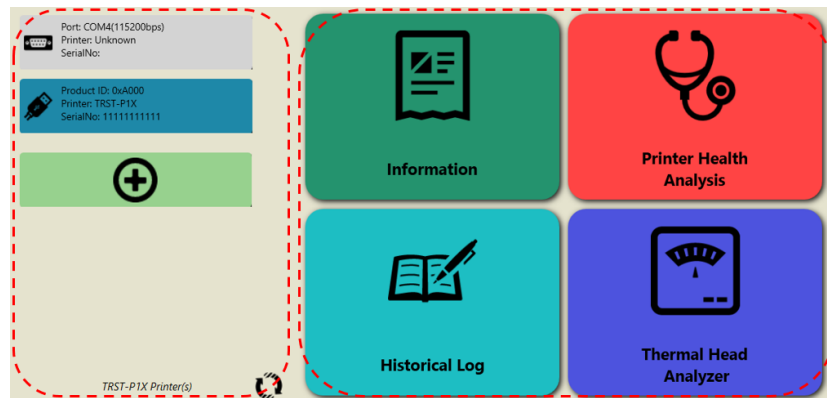 Port: COM4(115200bps)
Printer: Unknown
SerialNo:
Product ID: 0xA000
Printer: TRST-P1X
SerialNo: 11111111111
TRST-P1X Printer(s)
Information
Printer Health
Analysis
Historical Log
Thermal Head
Analyzer